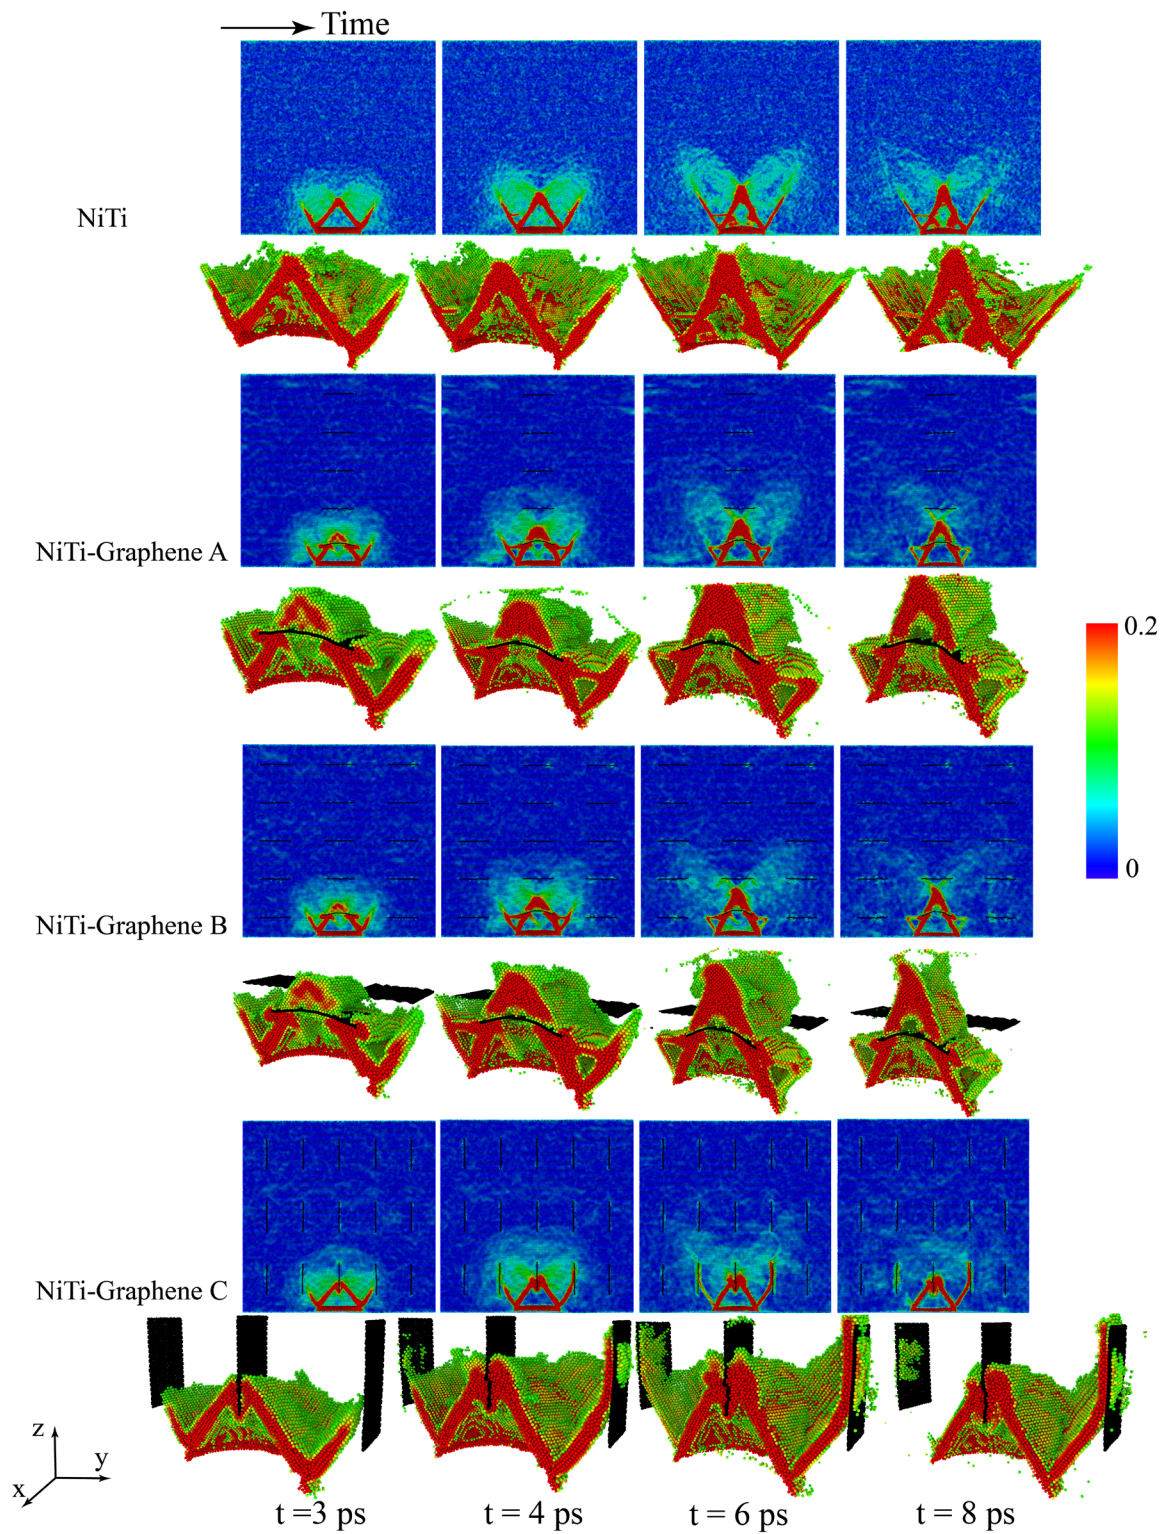 Time
NiTi
NiTi-Graphene A
0.2
0
NiTi-Graphene B
NiTi-Graphene C
z
y
x
t =3 ps
t = 4 ps
t = 6 ps
t = 8 ps